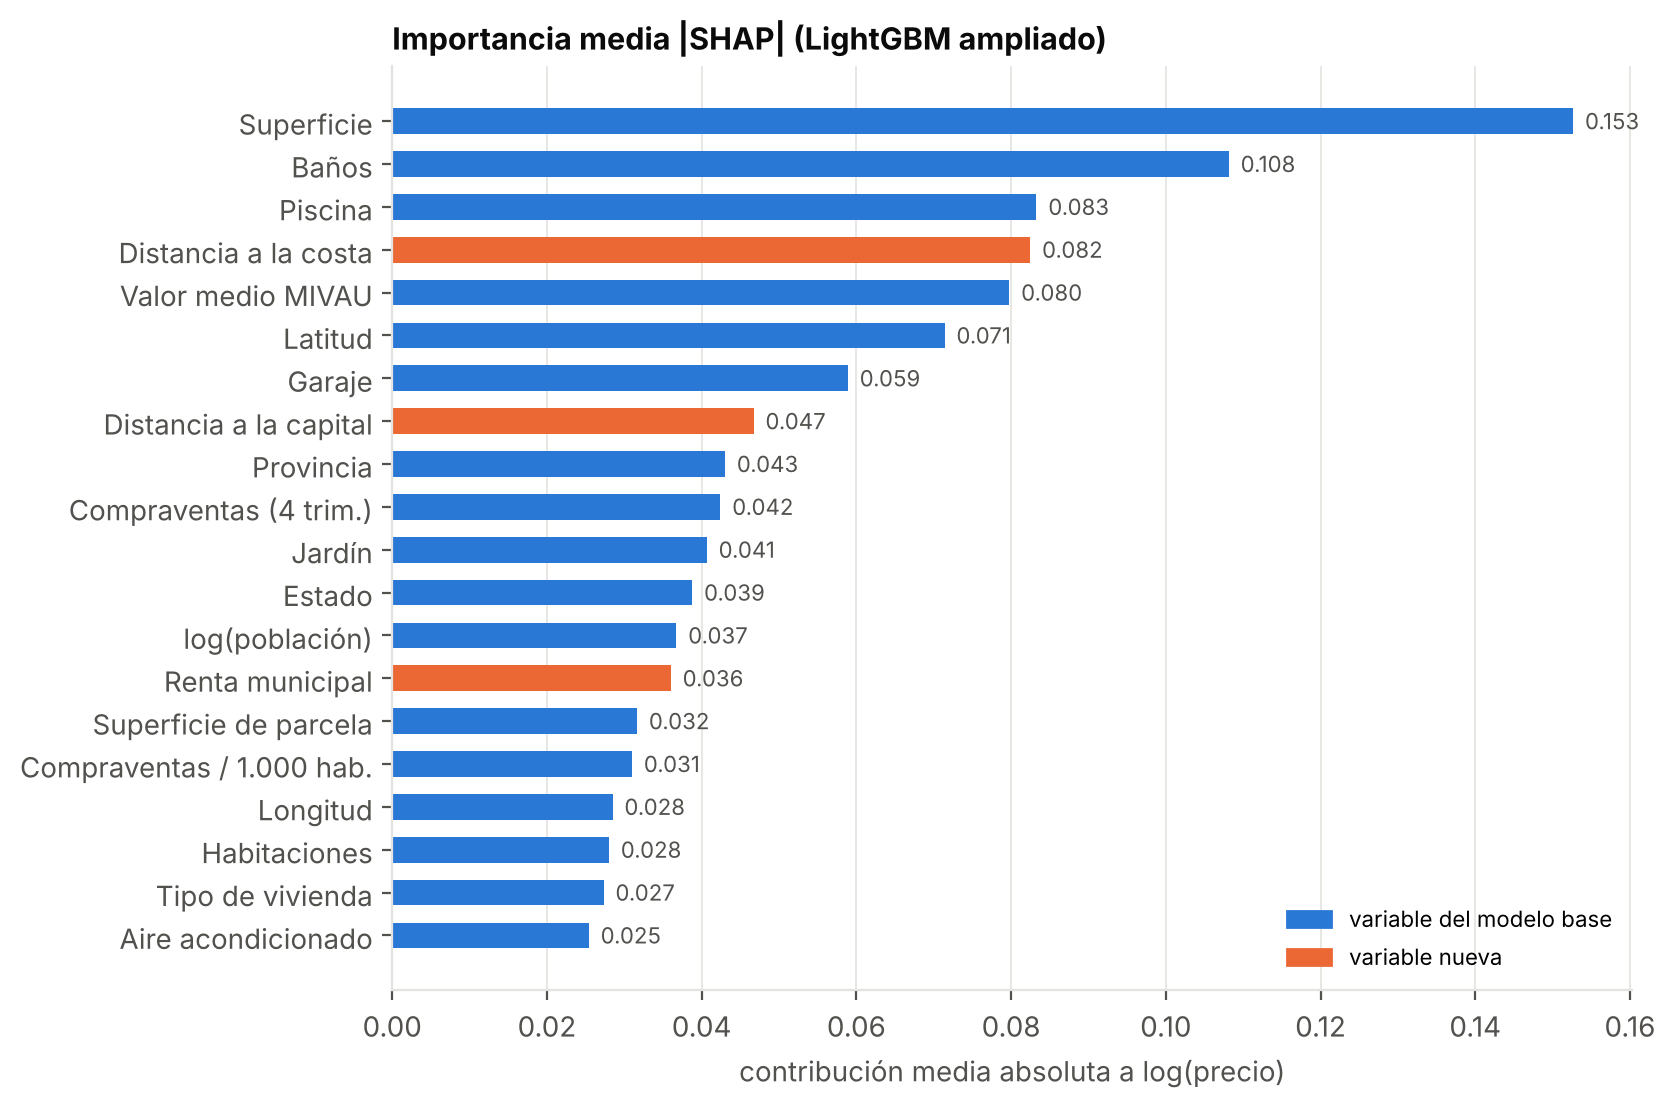 Importancia media |SHAP| (LightGBM ampliado)
Superficie 0.153
Baños 0.108
Piscina 0.083
Distancia a la costa 0.082
Valor medio MIVAU 0.080
Latitud 0.071
Garaje 0.059
Distancia a la capital 0.047
Provincia 0.043
Compraventas (4 trim.) 0.042
Jardín 0.041
Estado 0.039
log(población) 0.037
Renta municipal 0.036
Superficie de parcela 0.032
Compraventas / 1.000 hab. 0.031
Longitud 0.028
Habitaciones 0.028
Tipo de vivienda 0.027
Aire acondicionado 0.025
variable del modelo base
variable nueva
0.00 0.02 0.04 0.06 0.08 0.10 0.12 0.14 0.16
contribución media absoluta a log(precio)